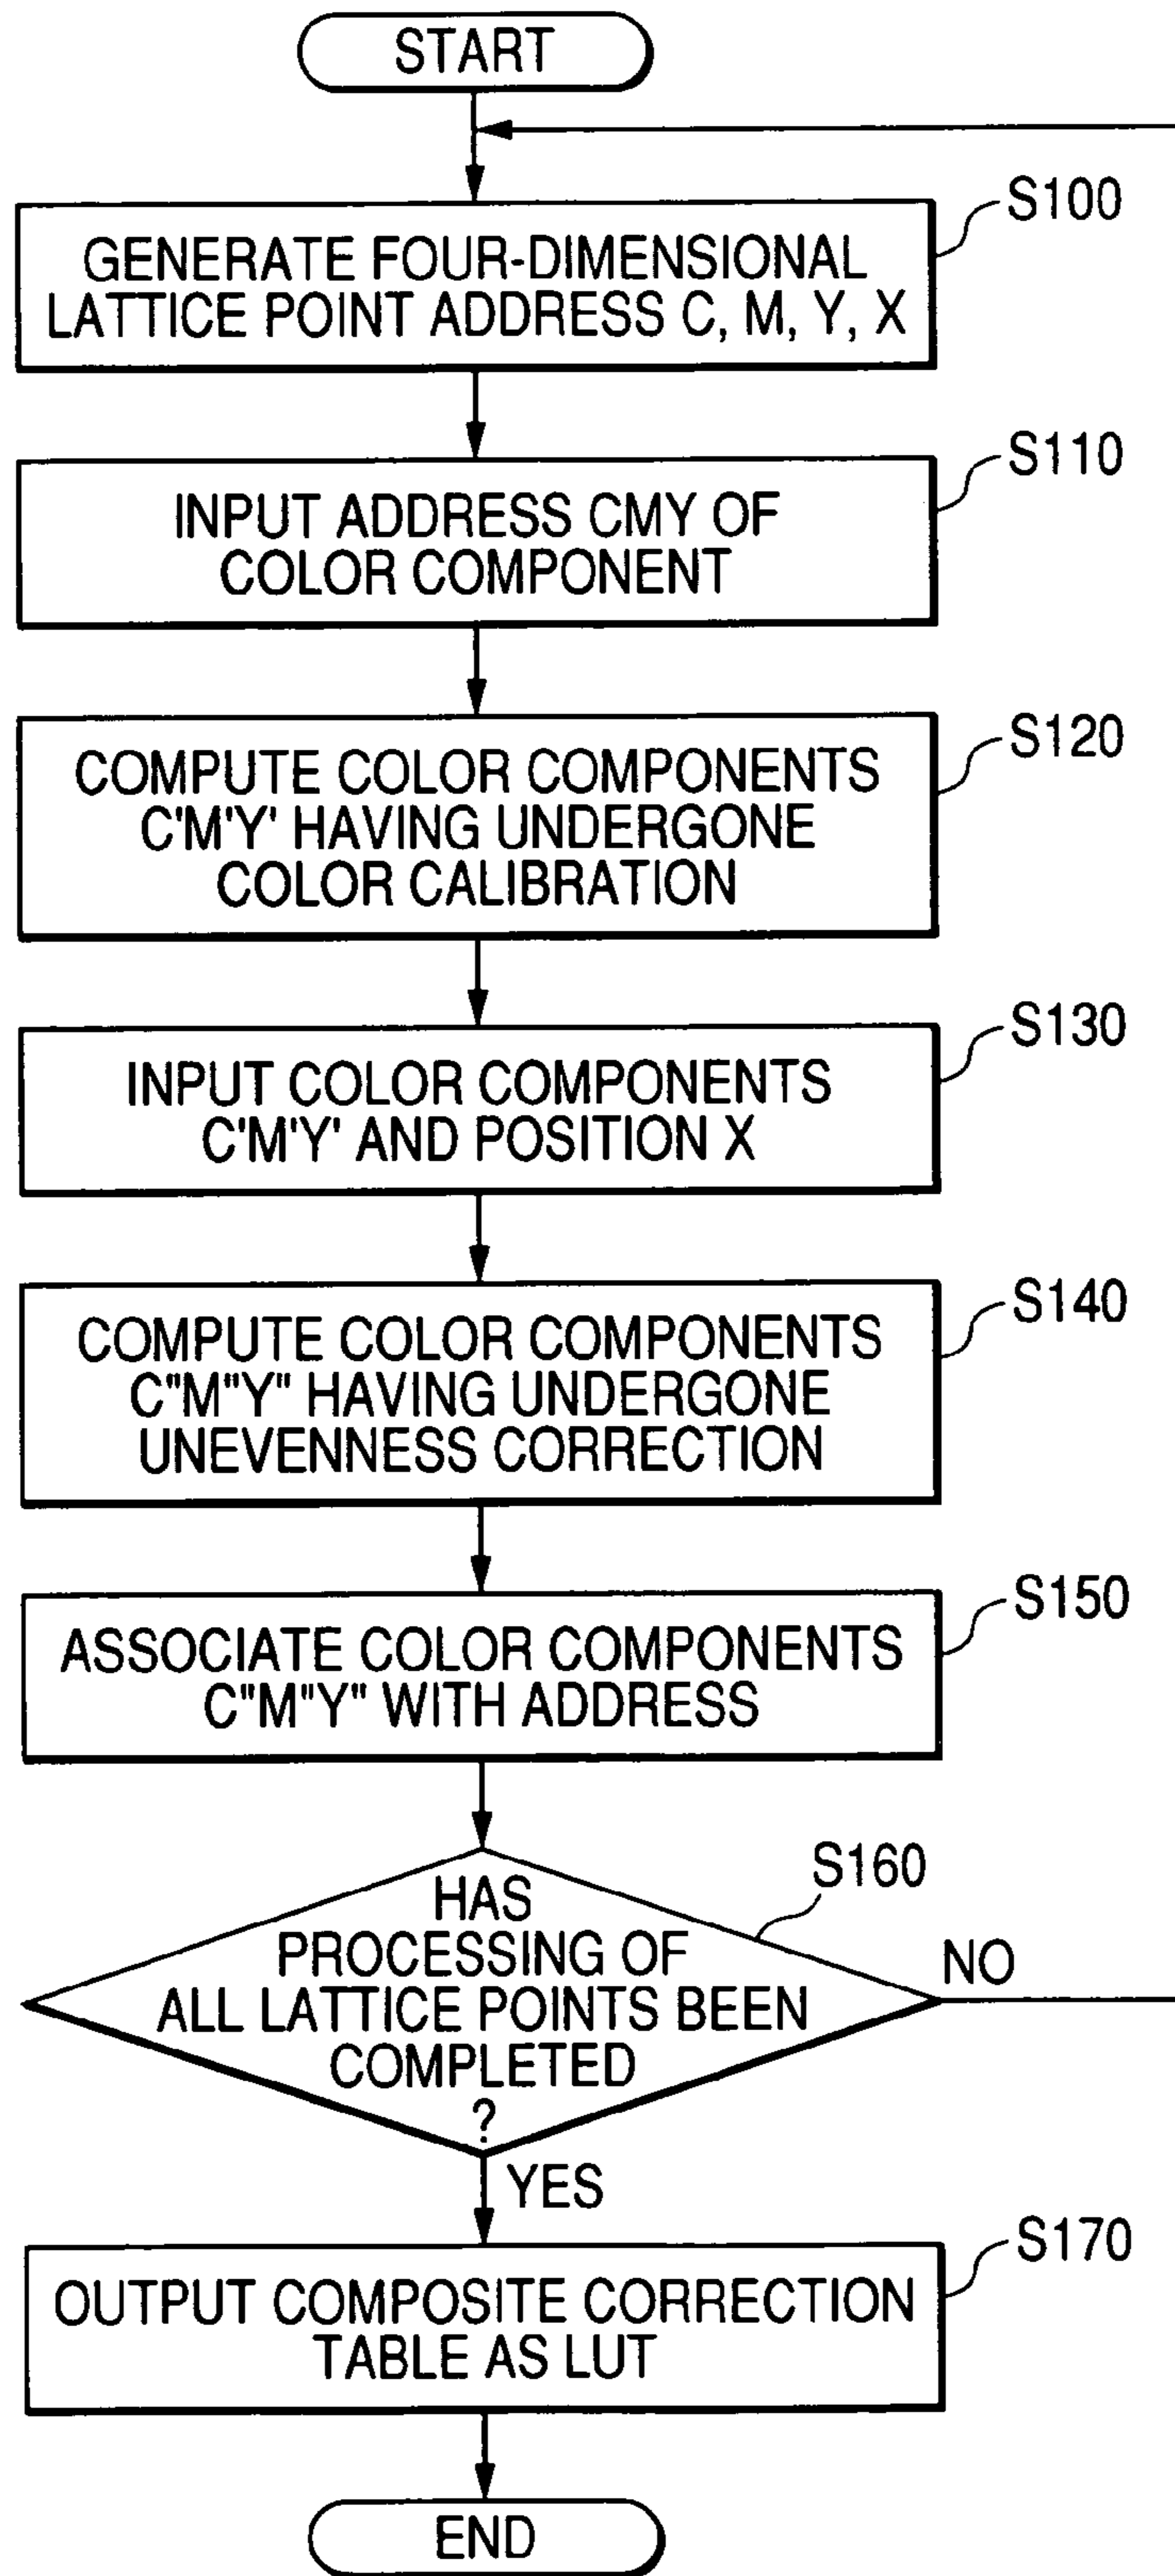 START
S100
GENERATE FOUR-DIMENSIONAL
LATTICE POINT ADDRESS C, M, Y, X
S110
INPUT ADDRESS CMY OF
COLOR COMPONENT
S120
COMPUTE COLOR COMPONENTS
C'M'Y' HAVING UNDERGONE
COLOR CALIBRATION
S130
INPUT COLOR COMPONENTS
C'M'Y' AND POSITION X
S140
COMPUTE COLOR COMPONENTS
C"M"Y" HAVING UNDERGONE
UNEVENNESS CORRECTION
S150
ASSOCIATE COLOR COMPONENTS
C"M"Y" WITH ADDRESS
S160
HAS
PROCESSING OF
ALL LATTICE POINTS BEEN
COMPLETED
?
NO
YES
S170
OUTPUT COMPOSITE CORRECTION
TABLE AS LUT
END